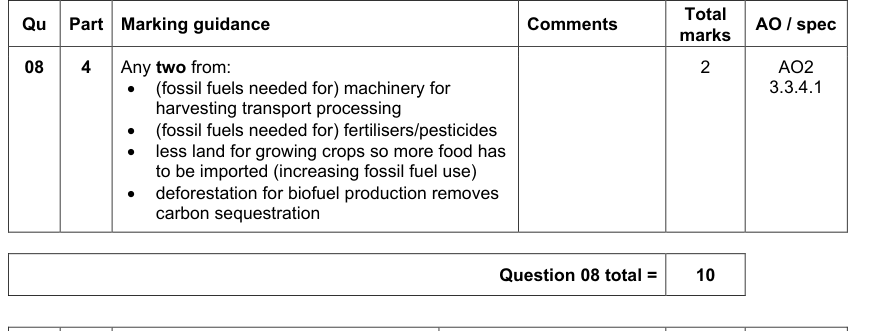 Qu Part Marking guidance Comments Total marks AO / spec
08 4 Any two from: 2 AO2
3.3.4.1
• (fossil fuels needed for) machinery for
harvesting transport processing
• (fossil fuels needed for) fertilisers/pesticides
• less land for growing crops so more food has
to be imported (increasing fossil fuel use)
• deforestation for biofuel production removes
carbon sequestration
Question 08 total = 10